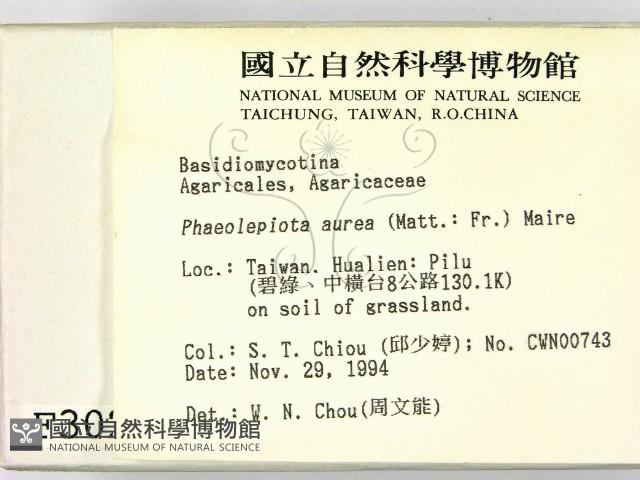 國立自然科學博物館
NATIONAL MUSEUM OF NATURAL SCIENCE
TAICHUNG, TAIWAN, R.O.CHINA
Basidiomycotina
Agaricales, Agaricaceae
Phaeolepiota aurea (Matt.: Fr.) Maire
Loc.: Taiwan. Hualien: Pilu
(碧綠、中橫台8公路130.1K)
on soil of grassland.
Col.: S. T. Chiou (邱少婷); No. CWN00743
Date: Nov. 29, 1994
Det.: W. N. Chou(周文能)
F30
國立自然科學博物館
NATIONAL MUSEUM OF NATURAL SCIENCE